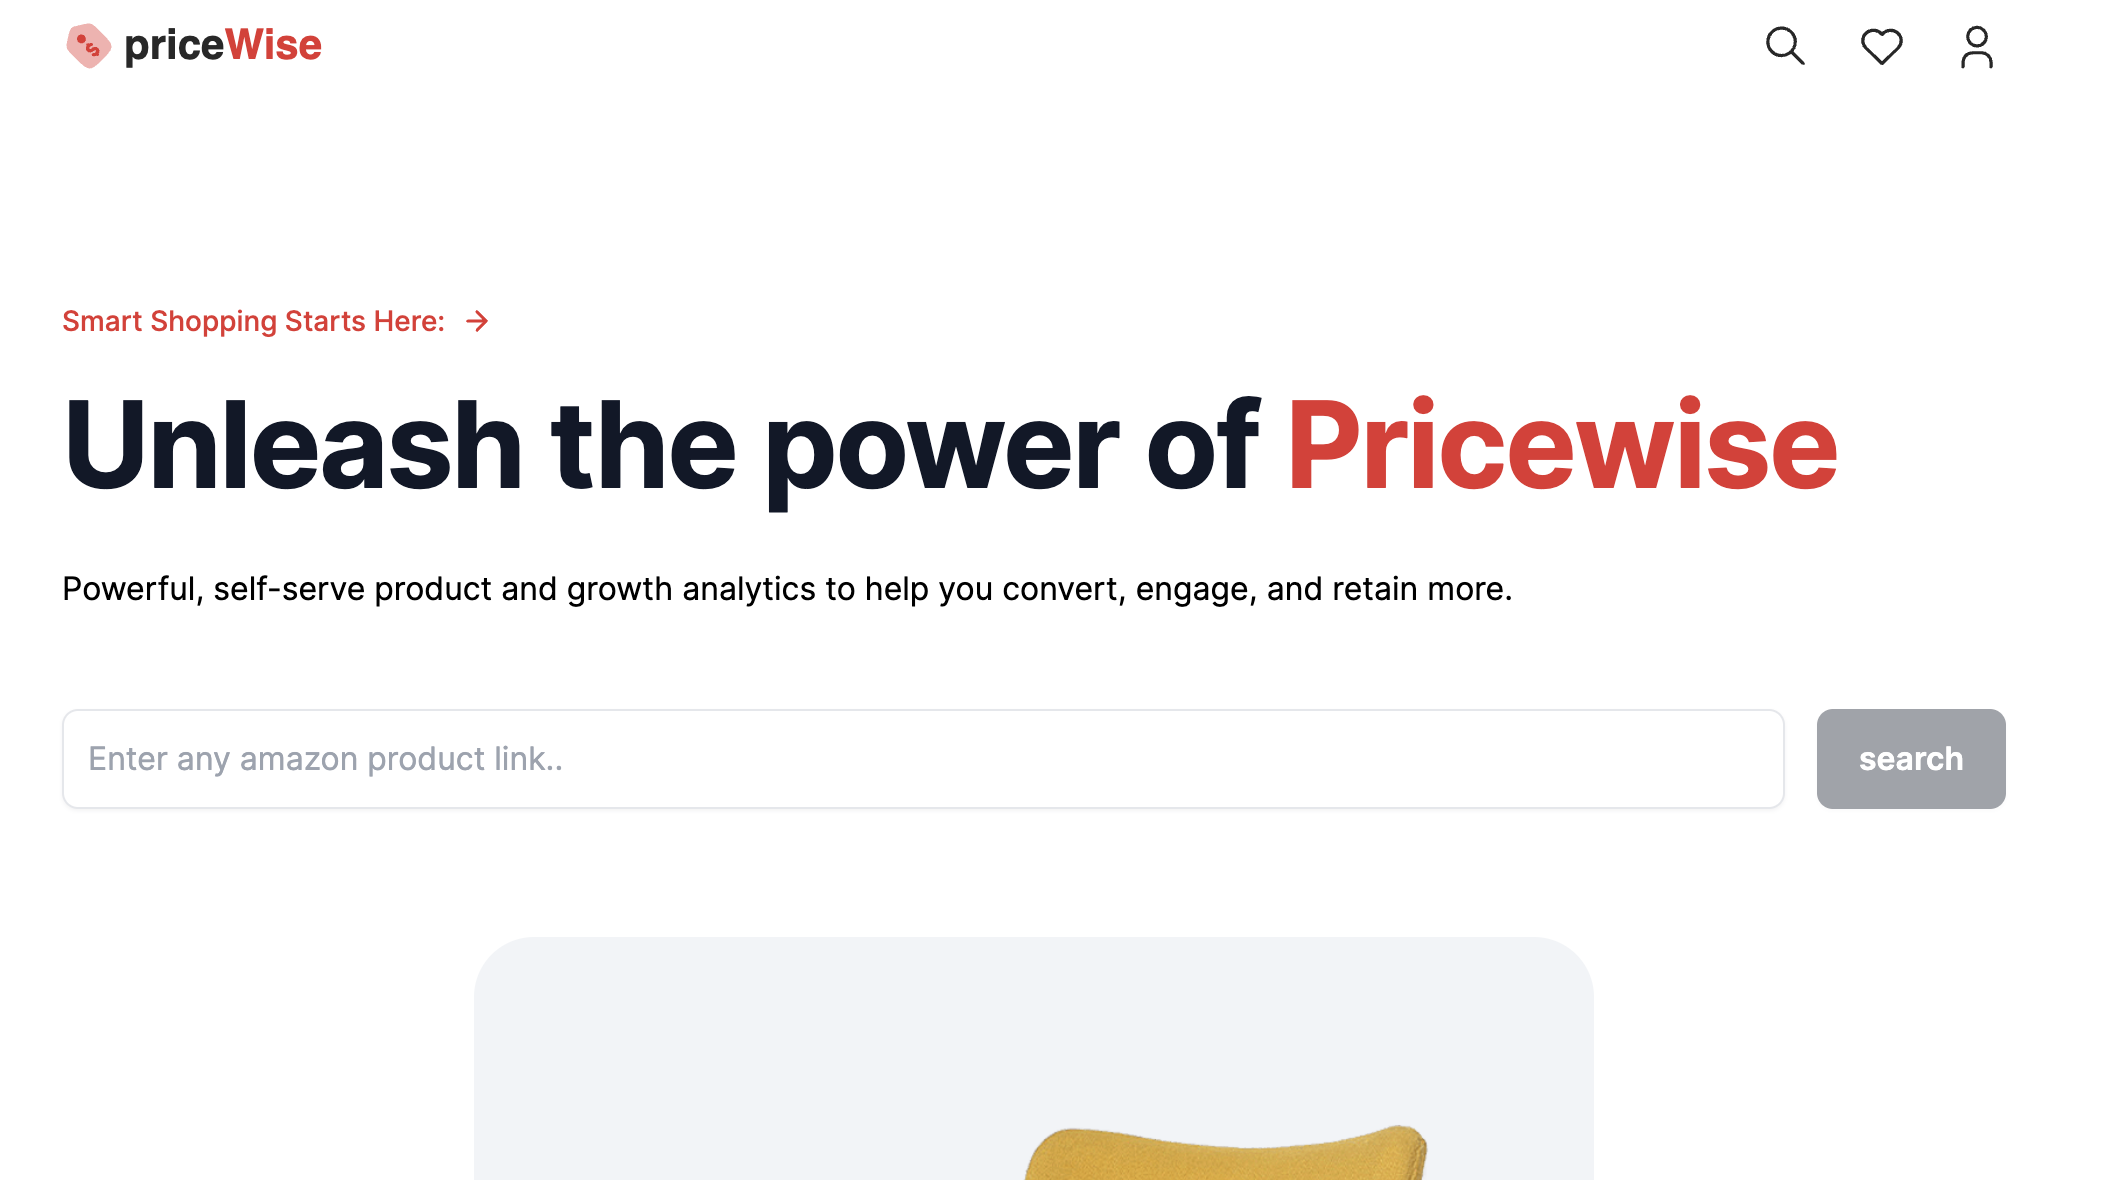 priceWise
Smart Shopping Starts Here:
Unleash the power of Pricewise
Powerful, self-serve product and growth analytics to help you convert, engage, and retain more.
Enter any amazon product link..
search